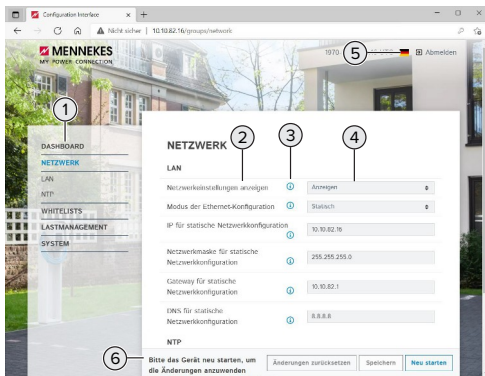 Configuration Interface
Nicht sicher | 10.10.82.16/groups/network
MENNEKES
MY POWER CONNECTION
1970-
5
Abmelden
1
DASHBOARD
NETZWERK
LAN
NTP
WHITELISTS
LASTMANAGEMENT
SYSTEM
NETZWERK
2
3
4
LAN
Netzwerkeinstellungen anzeigen
Anzeigen
Modus der Ethernet-Konfiguration
Statisch
IP für statische Netzwerkkonfiguration
10.10.82.16
Netzwerkmaske für statische
Netzwerkkonfiguration
255.255.255.0
Gateway für statische
Netzwerkkonfiguration
10.10.82.1
DNS für statische
Netzwerkkonfiguration
8.8.8.8
NTP
6
Bitte das Gerät neu starten, um
die Änderungen anzuwenden
Änderungen zurücksetzen
Speichern
Neu starten